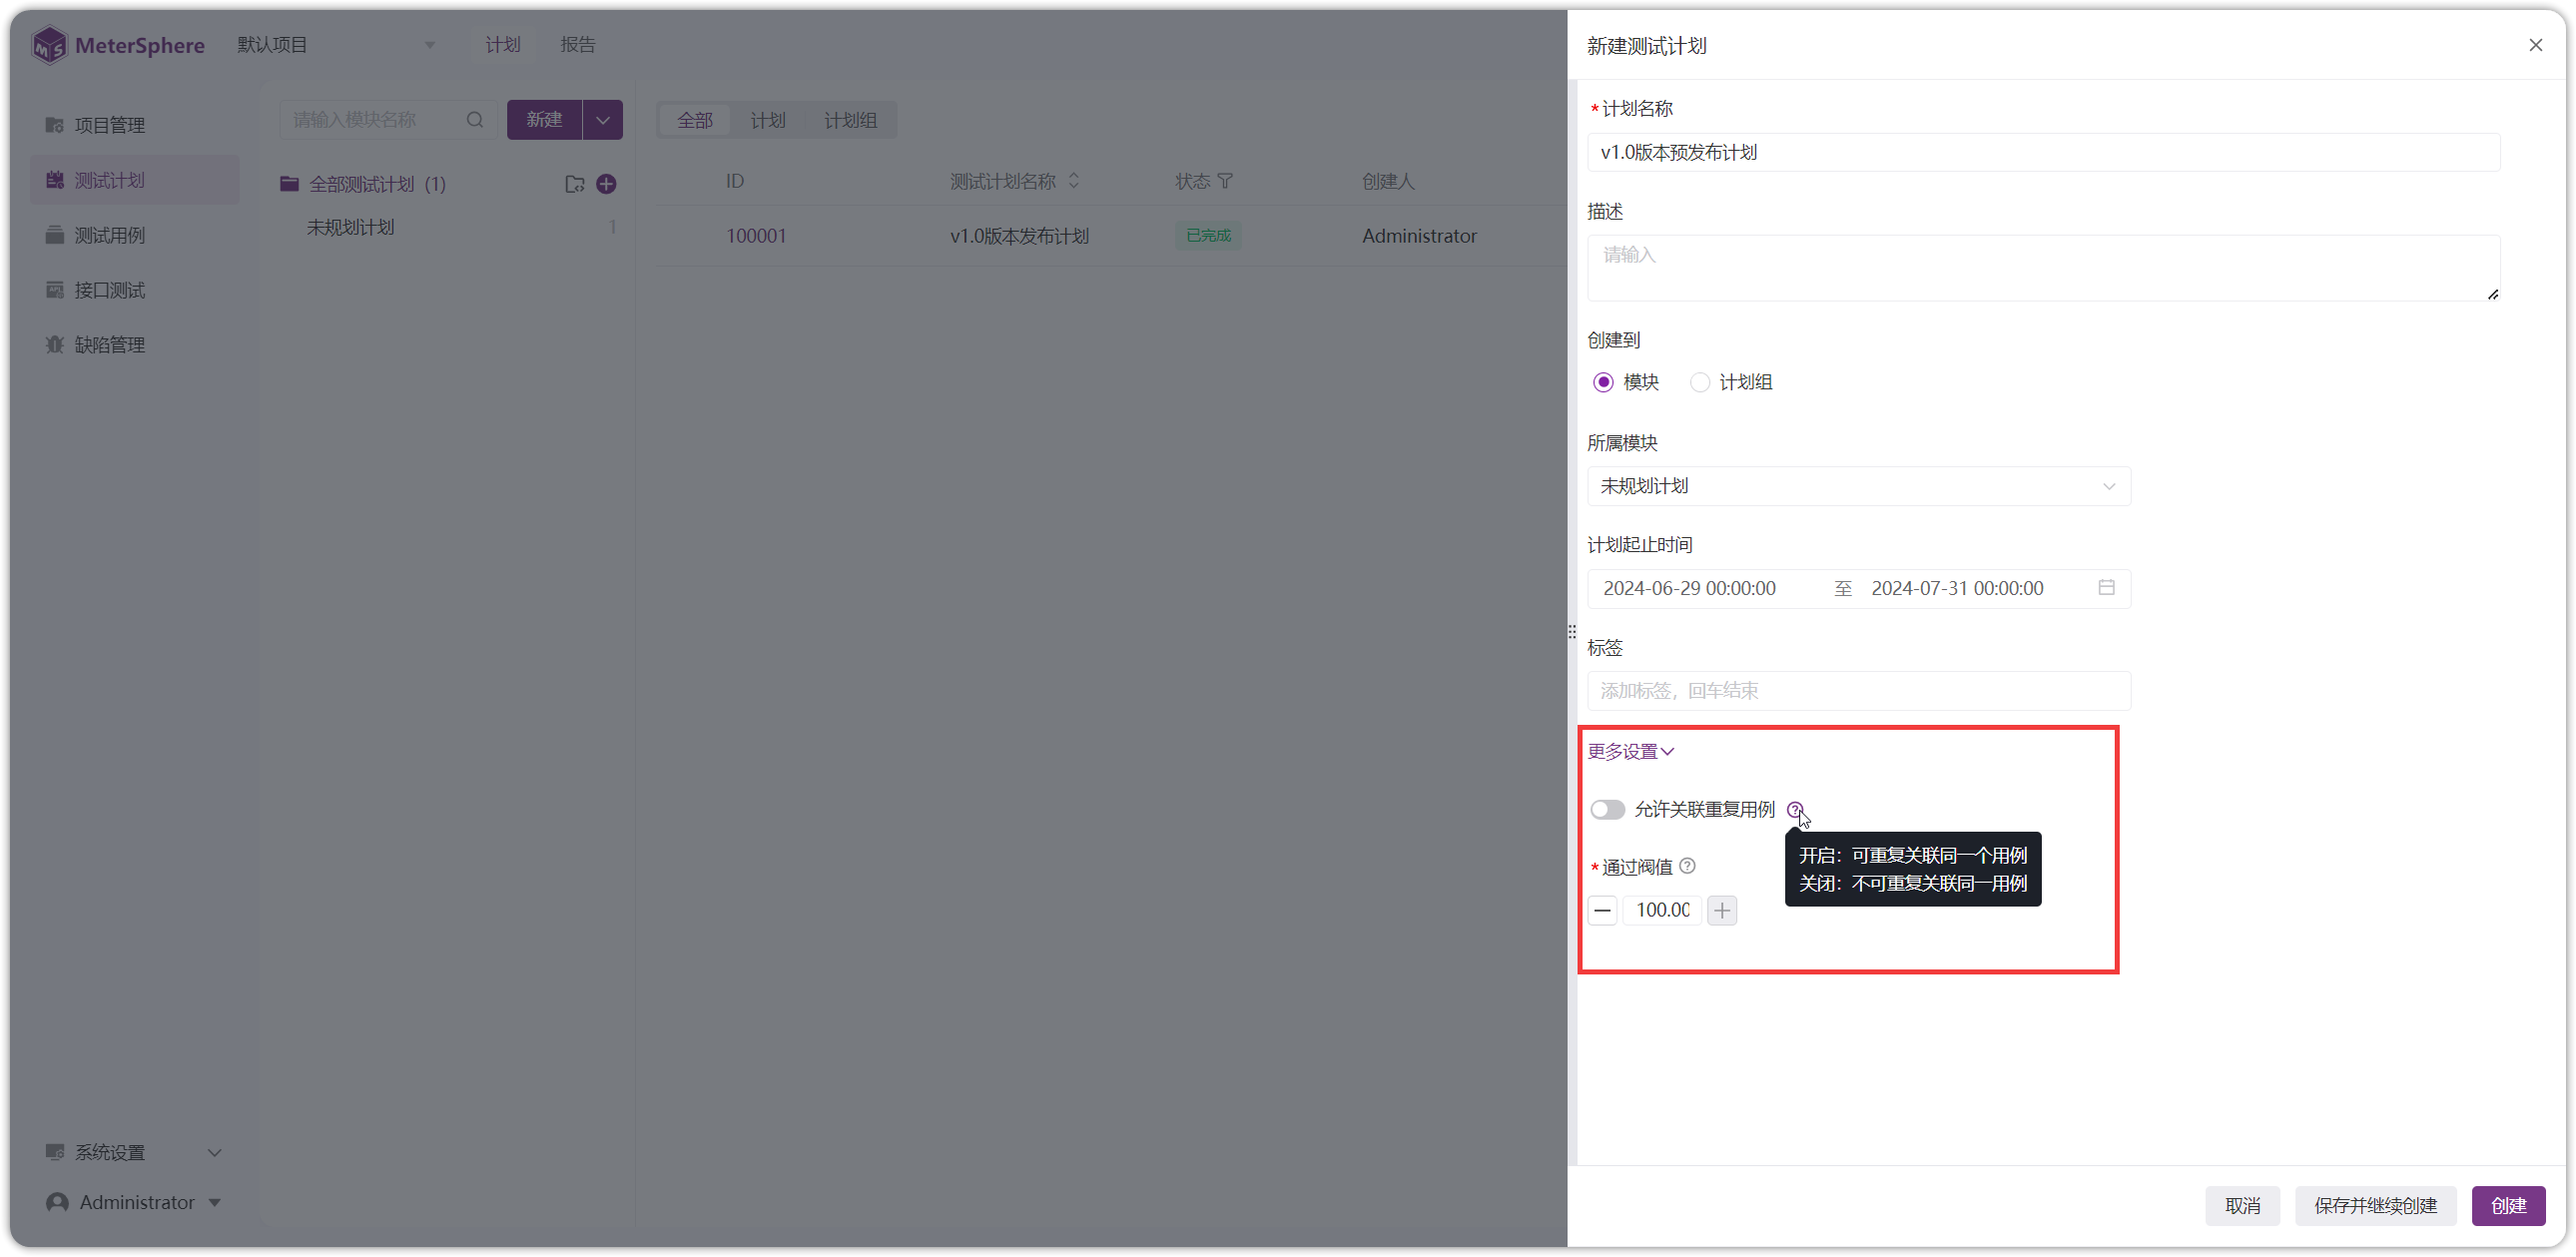 MeterSphere
默认项目
计划
报告
项目管理
测试计划
测试用例
接口测试
缺陷管理
系统设置
Administrator
请输入模块名称
新建
全部测试计划 (1)
未规划计划 1
全部 计划 计划组
ID 测试计划名称 状态 创建人
100001 v1.0版本发布计划 已完成 Administrator
新建测试计划
* 计划名称
v1.0版本预发布计划
描述
请输入
创建到
模块 计划组
所属模块
未规划计划
计划起止时间
2024-06-29 00:00:00 至 2024-07-31 00:00:00
标签
添加标签，回车结束
更多设置
允许关联重复用例
开启：可重复关联同一个用例
关闭：不可重复关联同一用例
* 通过阀值
100.00
取消 保存并继续创建 创建